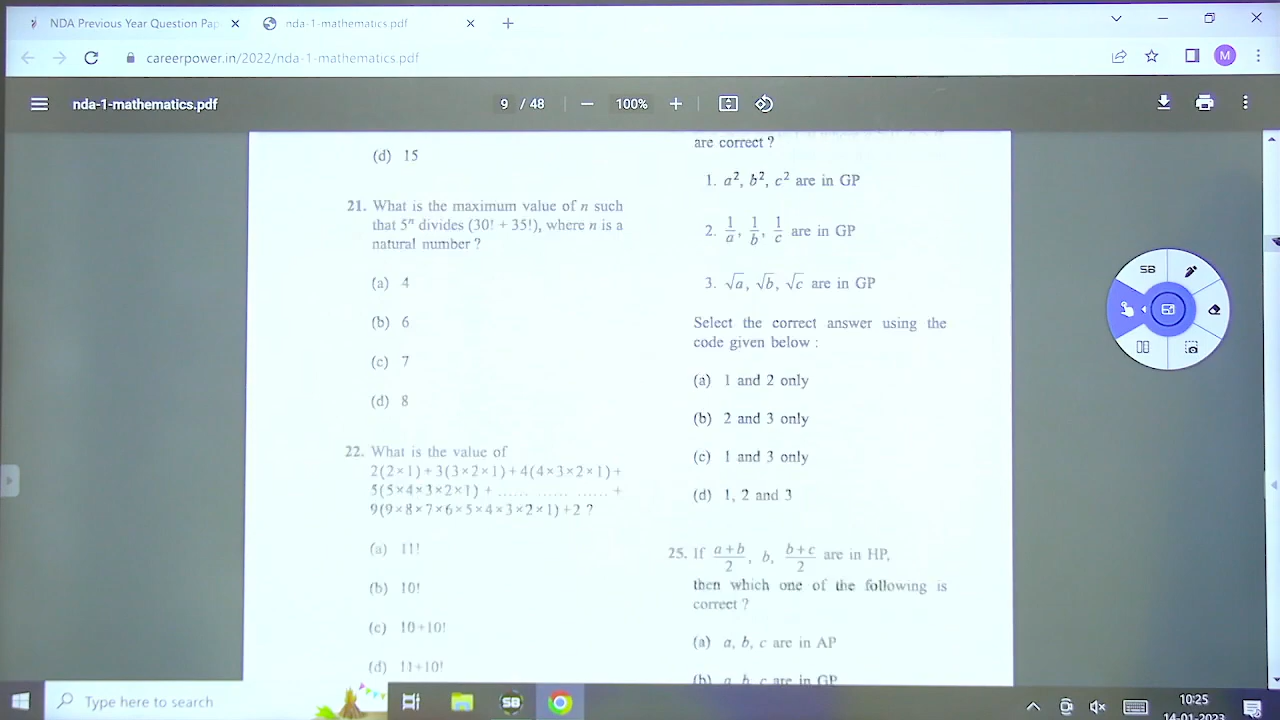 NDA Previous Year Question Pap
nda-1-mathematics.pdf
careerpower.in/2022/nda-1-mathematics.pdf
M
nda-1-mathematics.pdf
9 / 48
100%
(d) 15
21. What is the maximum value of n such
that 5ⁿ divides (30! + 35!), where n is a
natural number ?
(a) 4
(b) 6
(c) 7
(d) 8
22. What is the value of
2(2×1)+3(3×2×1)+4(4×3×2×1)+
5(5×4×3×2×1) + ...... ...... ...... +
9(9×8×7×6×5×4×3×2×1)+2 ?
(a) 11!
(b) 10!
(c) 10+10!
(d) 11+10!
are correct ?
1. a², b², c² are in GP
2. 1/a, 1/b, 1/c are in GP
3. √a, √b, √c are in GP
Select the correct answer using the
code given below :
(a) 1 and 2 only
(b) 2 and 3 only
(c) 1 and 3 only
(d) 1, 2 and 3
25. If (a+b)/2, b, (b+c)/2 are in HP,
then which one of the following is
correct ?
(a) a, b, c are in AP
(b) a, b, c are in GP
SB
Type here to search
SB
10:25
14-01-2023